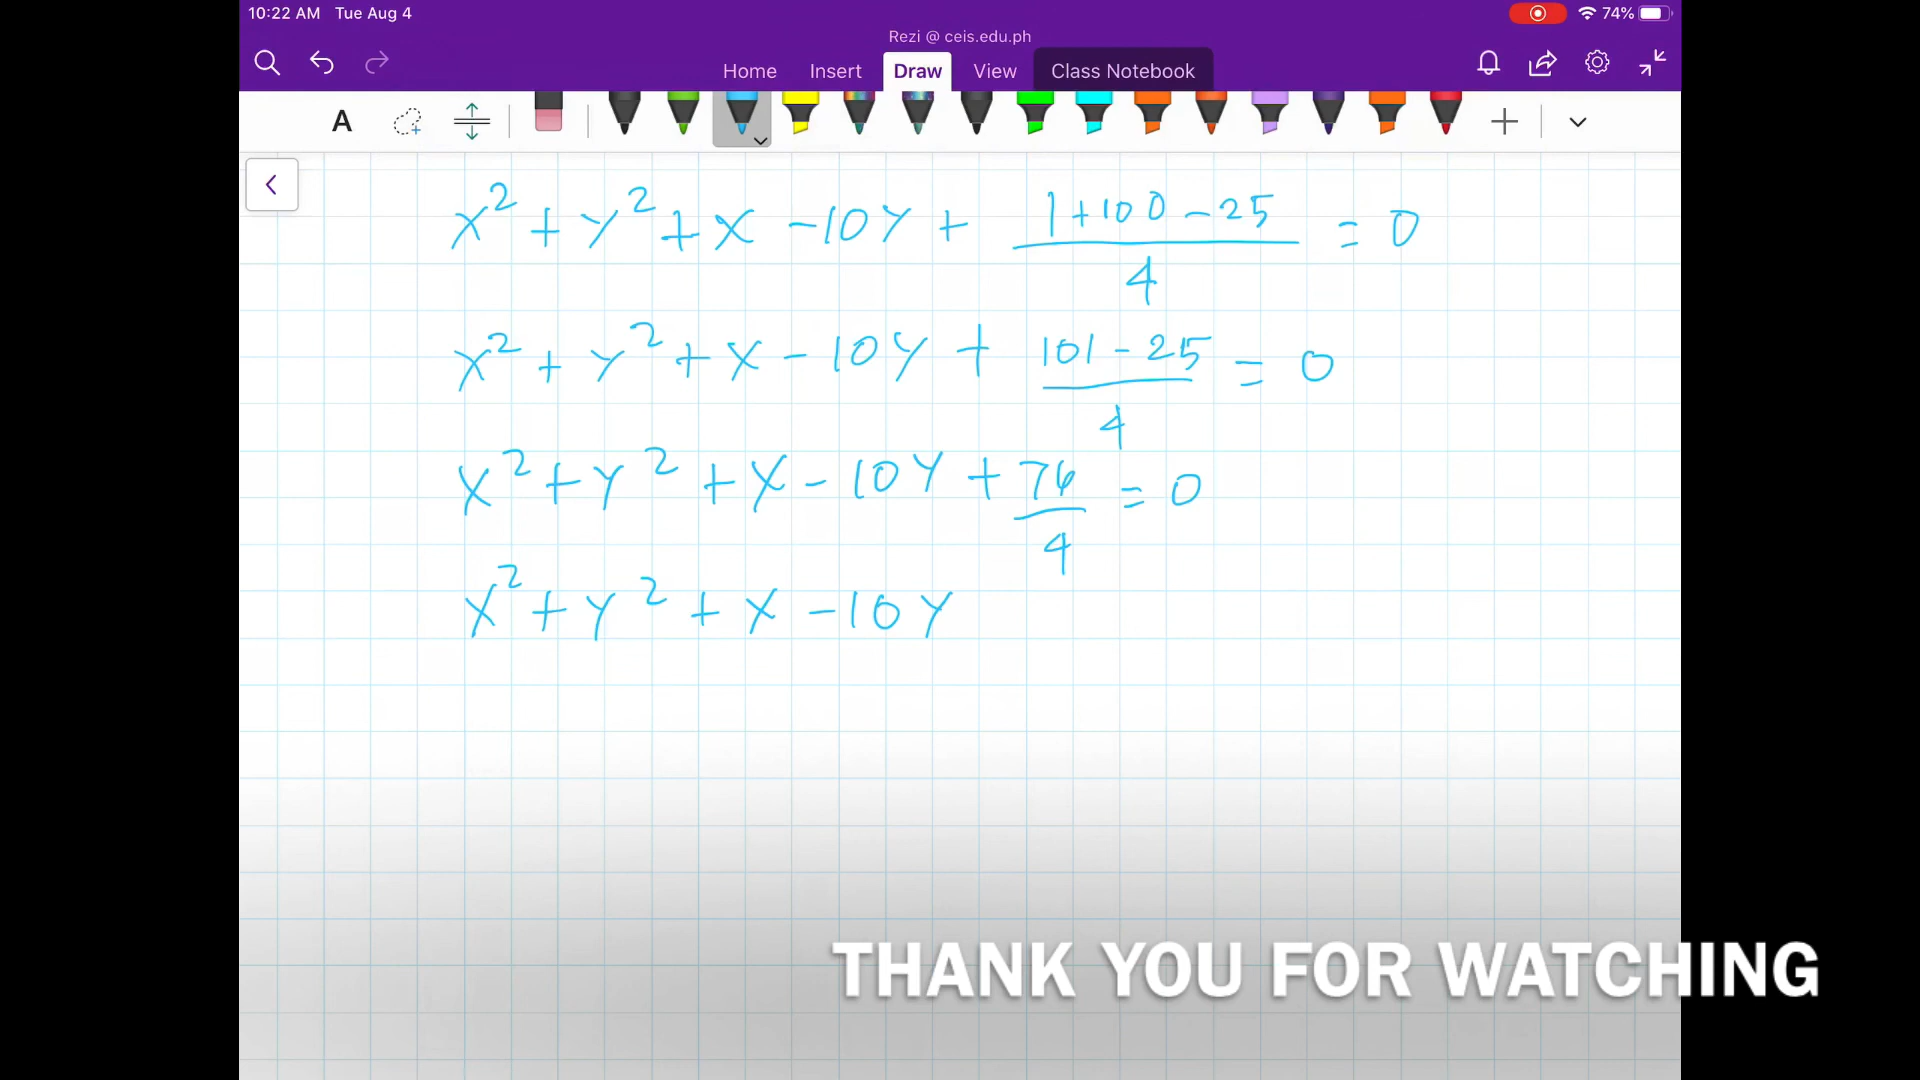 10:22 AM Tue Aug 4 74%
Rezi @ ceis.edu.ph
Home Insert Draw View Class Notebook
A
x² + y² + x - 10y + (1+100-25)/4 = 0
x² + y² + x - 10y + (101-25)/4 = 0
x² + y² + x - 10y + 76/4 = 0
x² + y² + x - 10y
THANK YOU FOR WATCHING